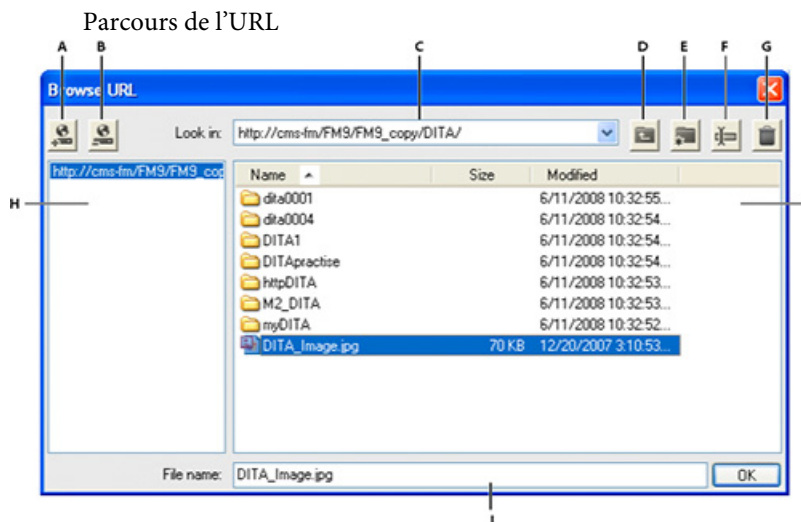 Parcours de l’URL
A B C D E F G
Browse URL
Look in: http://cms-fm/FM9/FM9_copy/DITA/
http://cms-fm/FM9/FM9_cop
Name Size Modified
dita0001 6/11/2008 10:32:55...
dita0004 6/11/2008 10:32:54...
DITA1 6/11/2008 10:32:54...
DITApractise 6/11/2008 10:32:54...
httpDITA 6/11/2008 10:32:53...
M2_DITA 6/11/2008 10:32:53...
myDITA 6/11/2008 10:32:52...
DITA_Image.jpg 70 KB 12/20/2007 3:10:53...
H
File name: DITA_Image.jpg OK